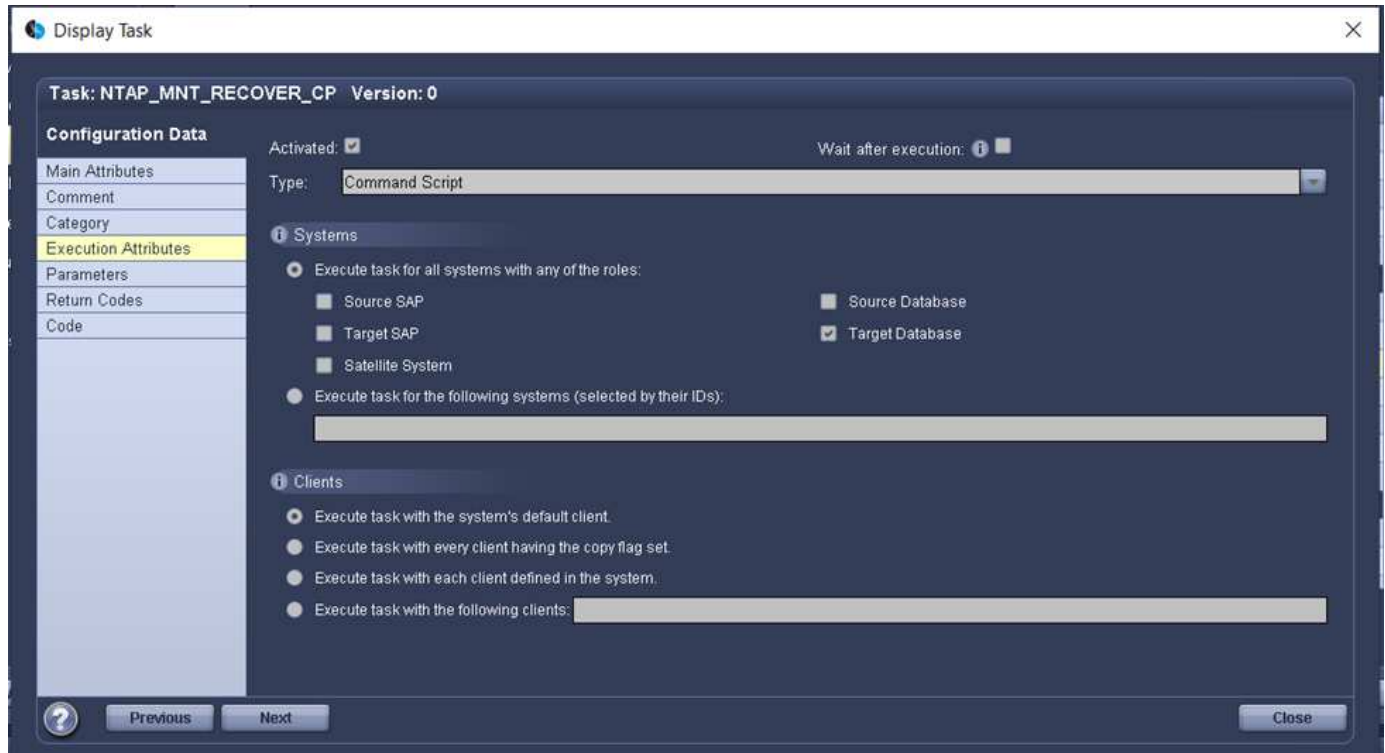 Display Task
Task: NTAP_MNT_RECOVER_CP Version: 0
Configuration Data
Main Attributes
Comment
Category
Execution Attributes
Parameters
Return Codes
Code
Activated:
Wait after execution:
Type: Command Script
Systems
Execute task for all systems with any of the roles:
Source SAP
Source Database
Target SAP
Target Database
Satellite System
Execute task for the following systems (selected by their IDs):
Clients
Execute task with the system's default client.
Execute task with every client having the copy flag set.
Execute task with each client defined in the system.
Execute task with the following clients:
? Previous Next Close